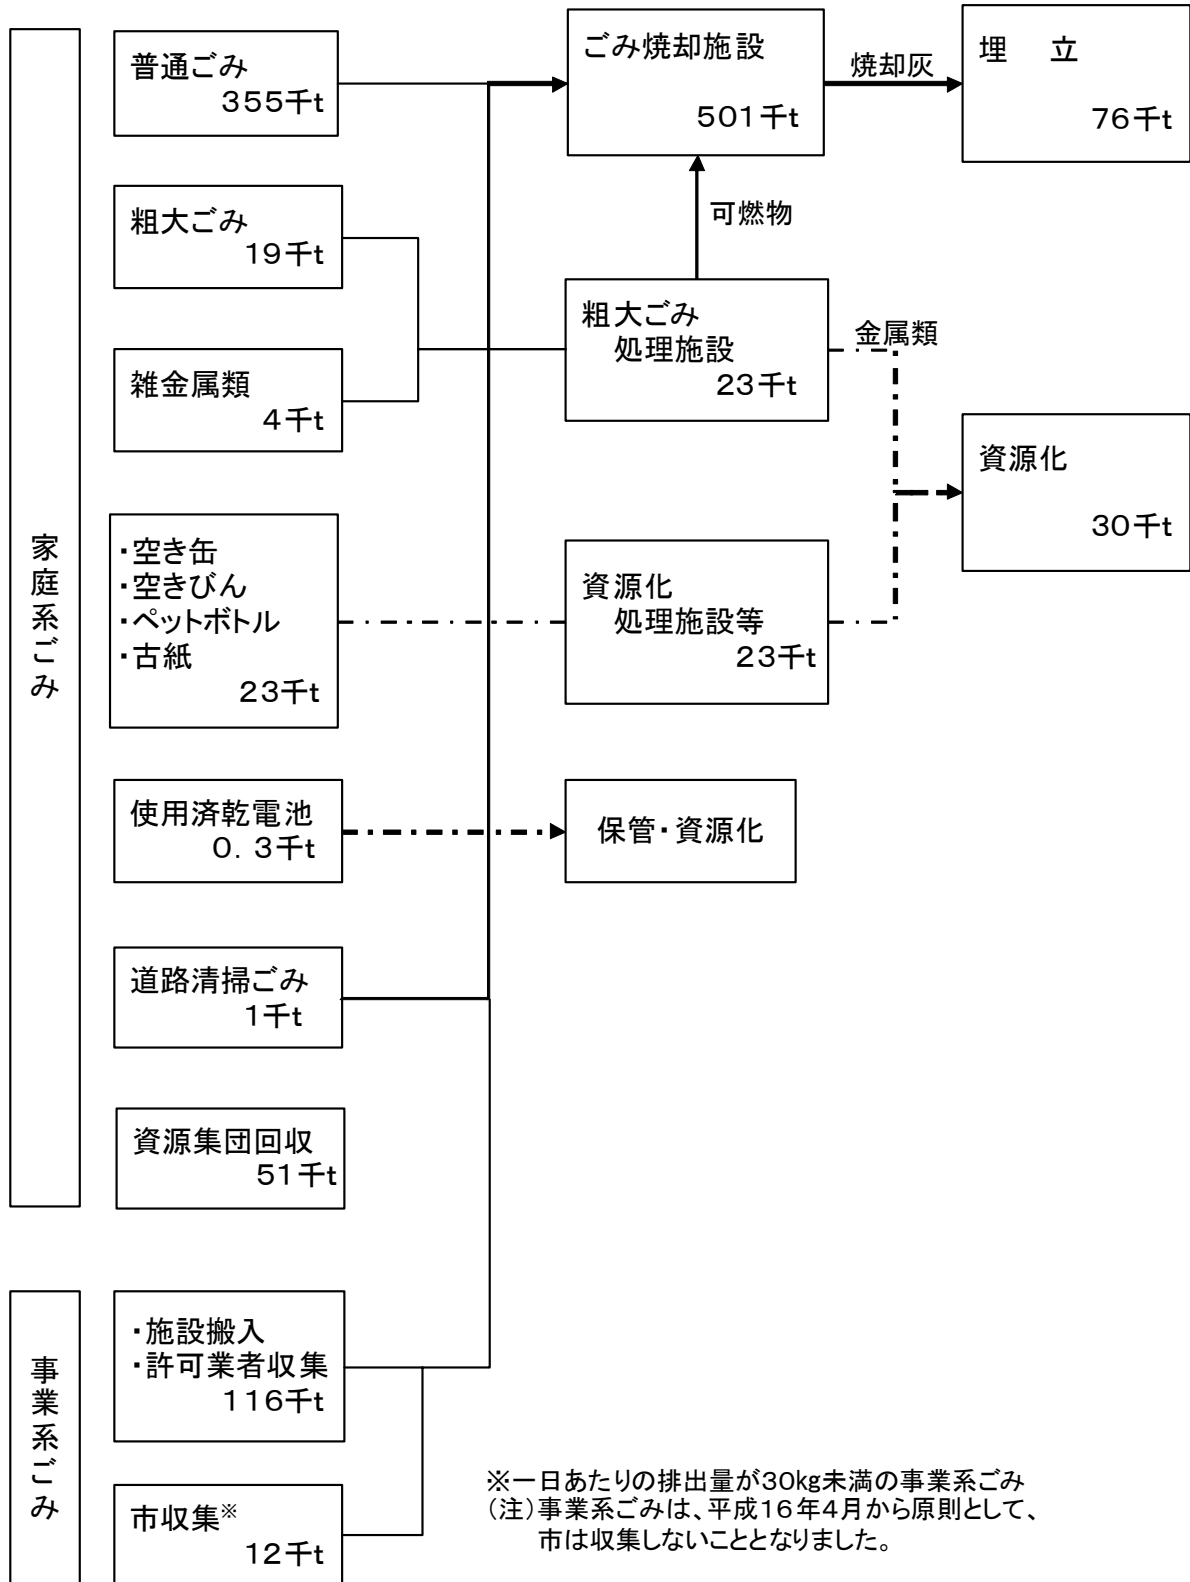 家庭系ごみ
普通ごみ
355千t
粗大ごみ
19千t
雑金属類
4千t
・空き缶
・空きびん
・ペットボトル
・古紙
23千t
使用済乾電池
0．3千t
道路清掃ごみ
1千t
資源集団回収
51千t
事業系ごみ
・施設搬入
・許可業者収集
116千t
市収集※
12千t
ごみ焼却施設
501千t
焼却灰
埋　立
76千t
可燃物
粗大ごみ
処理施設
23千t
金属類
資源化
30千t
資源化
処理施設等
23千t
保管・資源化
※一日あたりの排出量が30kg未満の事業系ごみ
（注）事業系ごみは、平成16年4月から原則として、
市は収集しないこととなりました。